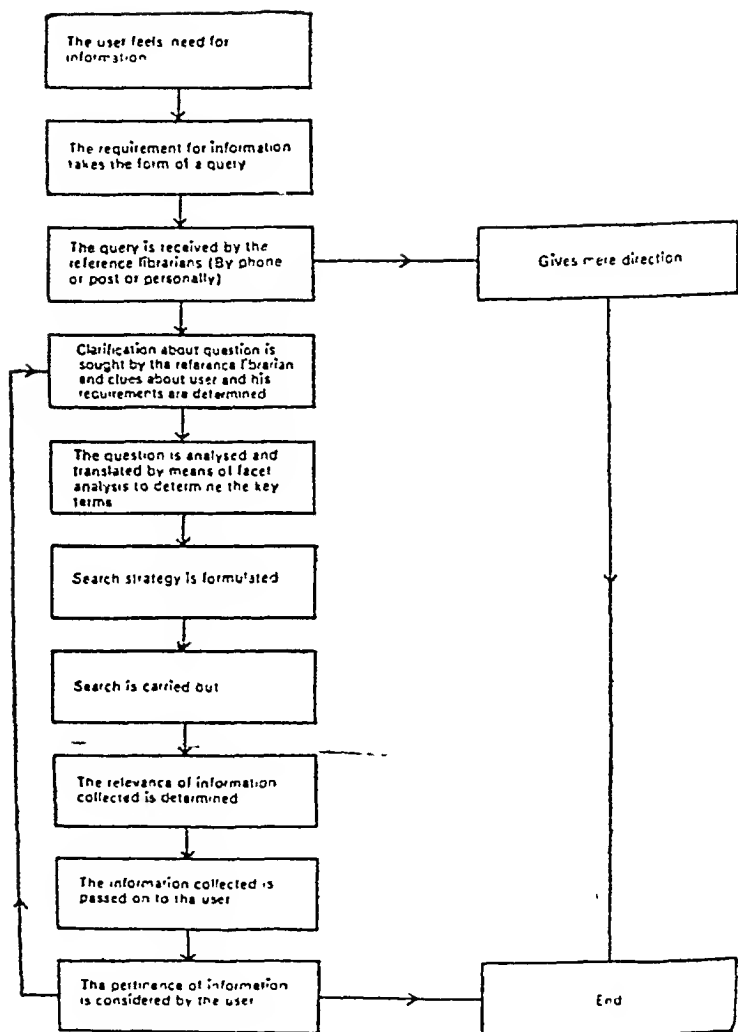 The user feels need for
information
The requirement for information
takes the form of a query
The query is received by the
reference librarians (By phone
or post or personally)
Gives mere direction
Clarification about question is
sought by the reference librarian
and clues about user and his
requirements are determined
The question is analysed and
translated by means of facet
analysis to determine the key
terms
Search strategy is formulated
Search is carried out
The relevance of information
collected is determined
The information collected is
passed on to the user
The pertinence of information
is considered by the user
End